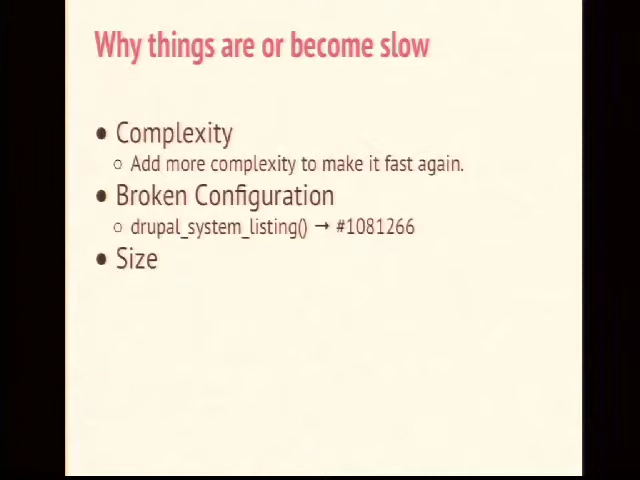 Why things are or become slow
● Complexity
○ Add more complexity to make it fast again.
● Broken Configuration
○ drupal_system_listing() → #1081266
● Size